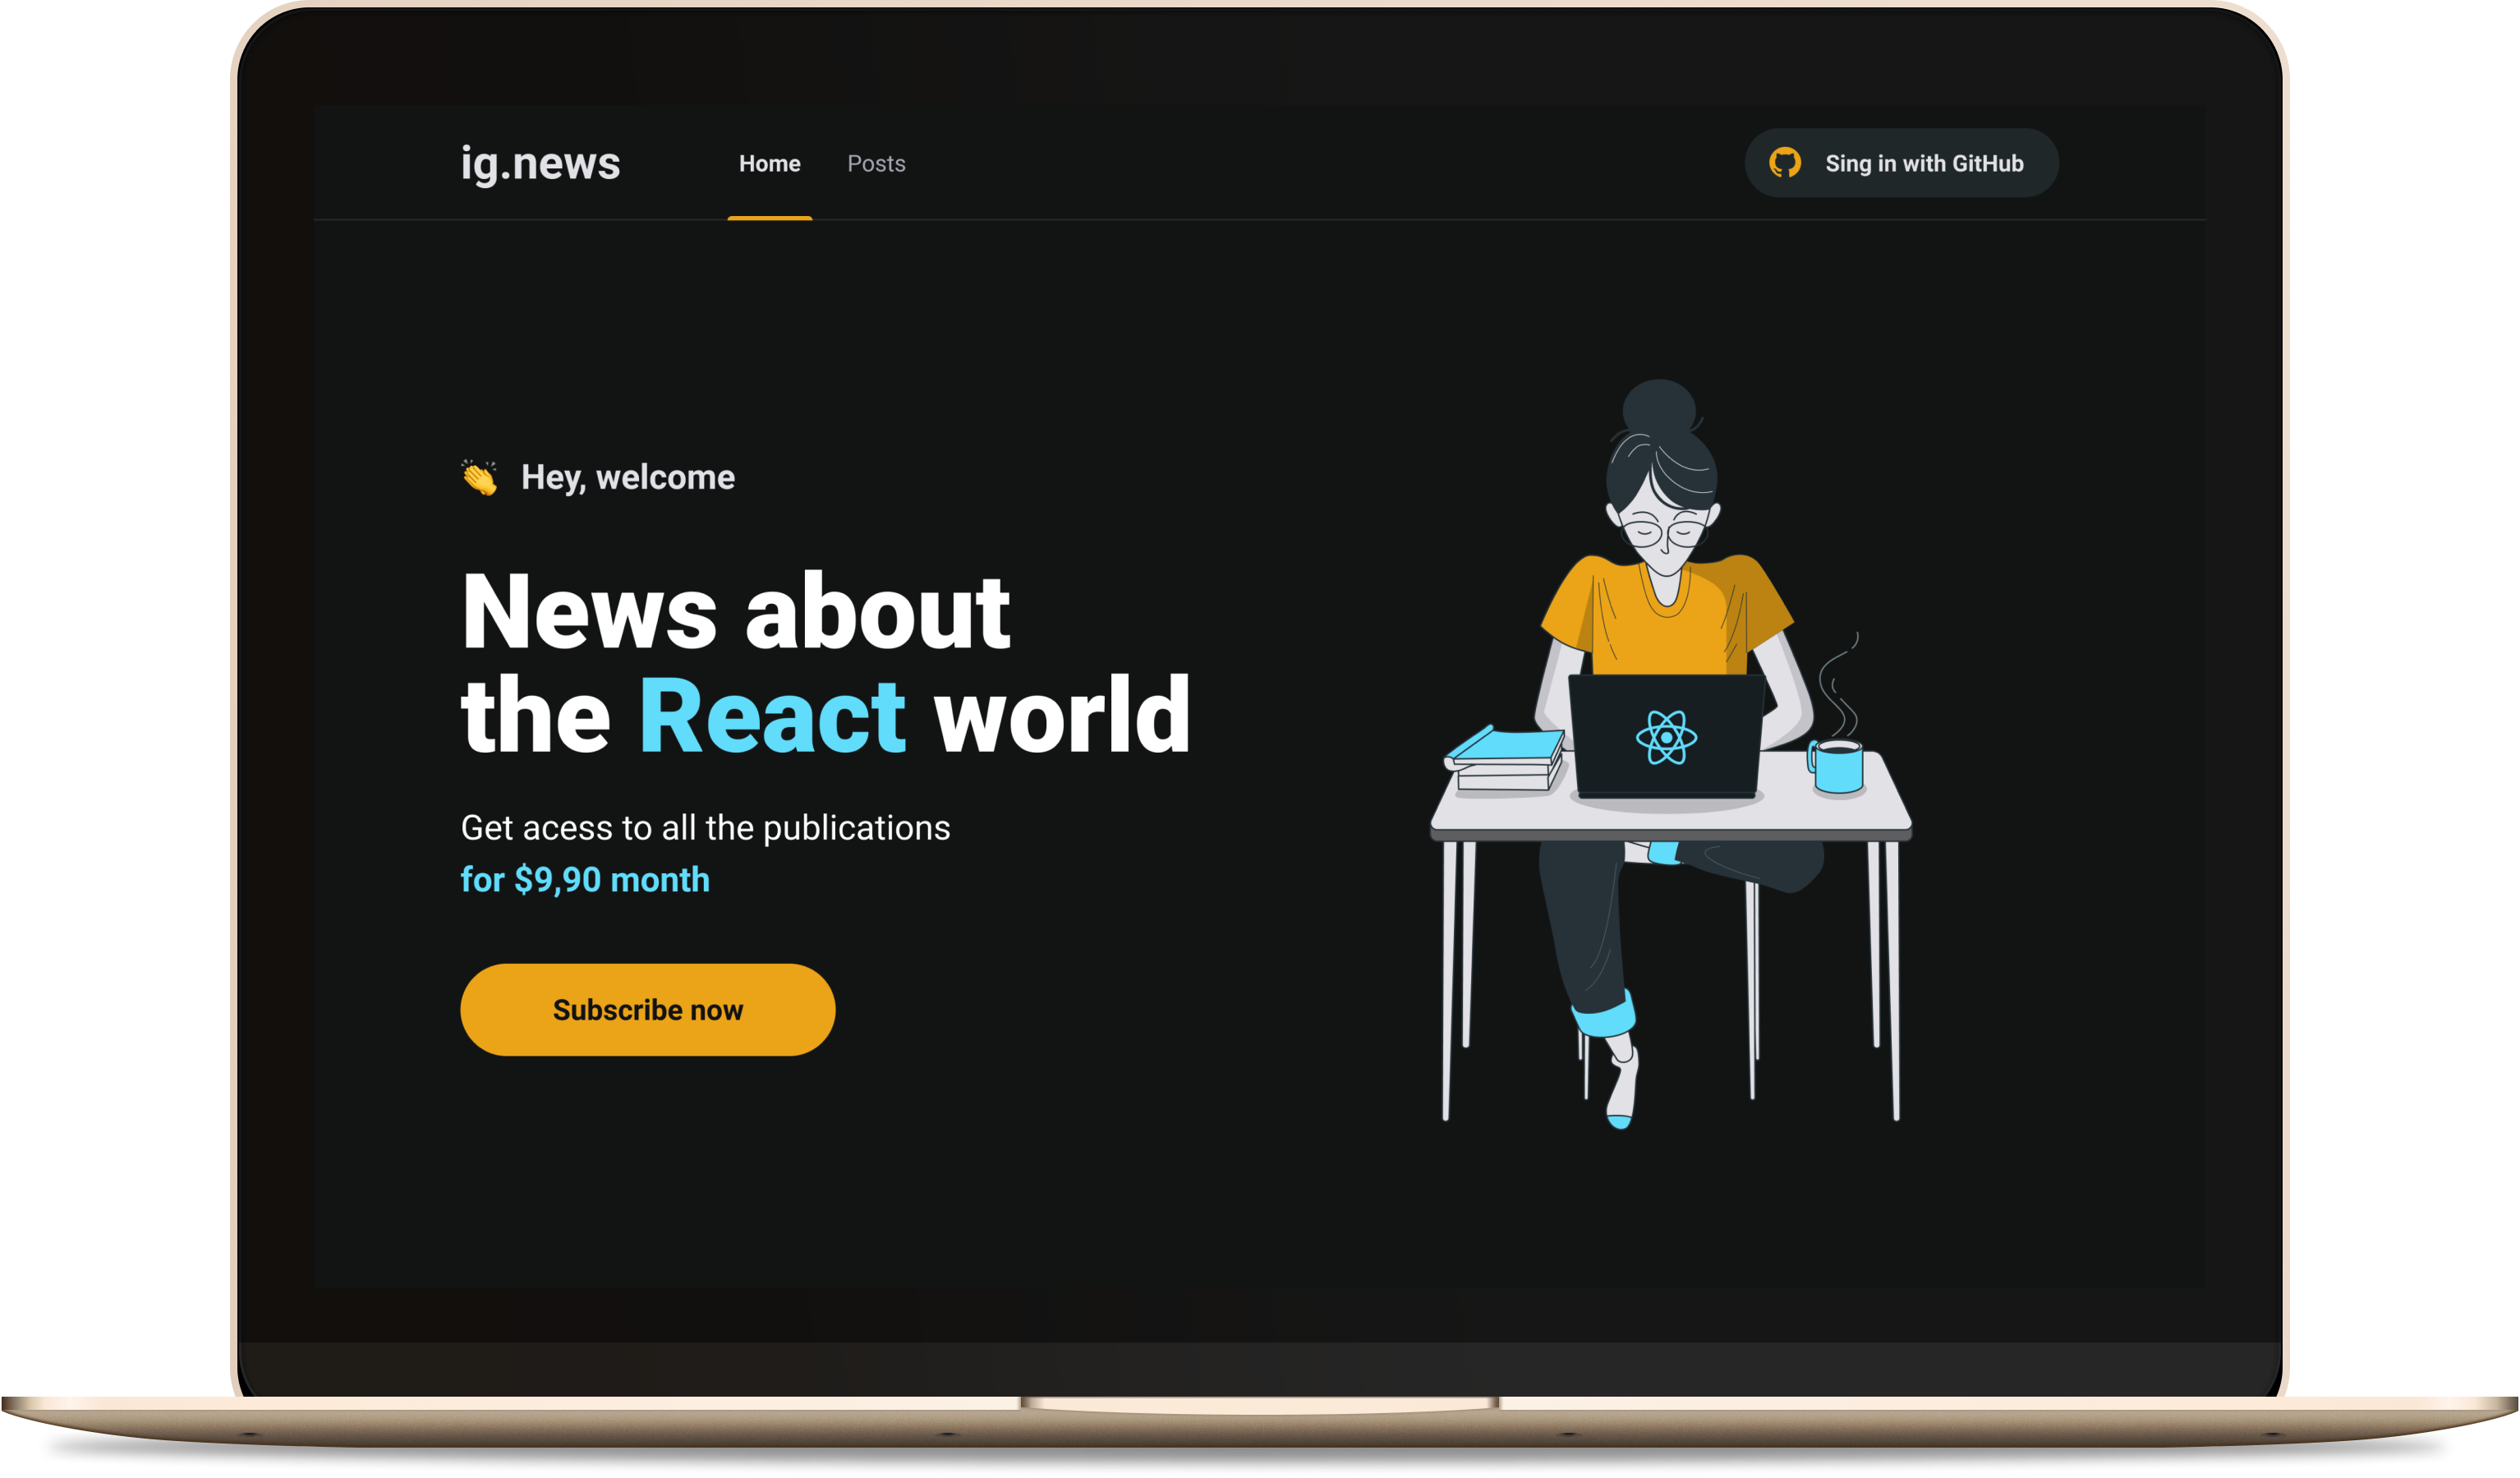 ig.news
Home
Posts
Sing in with GitHub
👏 Hey, welcome
News about
the React world
Get acess to all the publications
for $9,90 month
Subscribe now